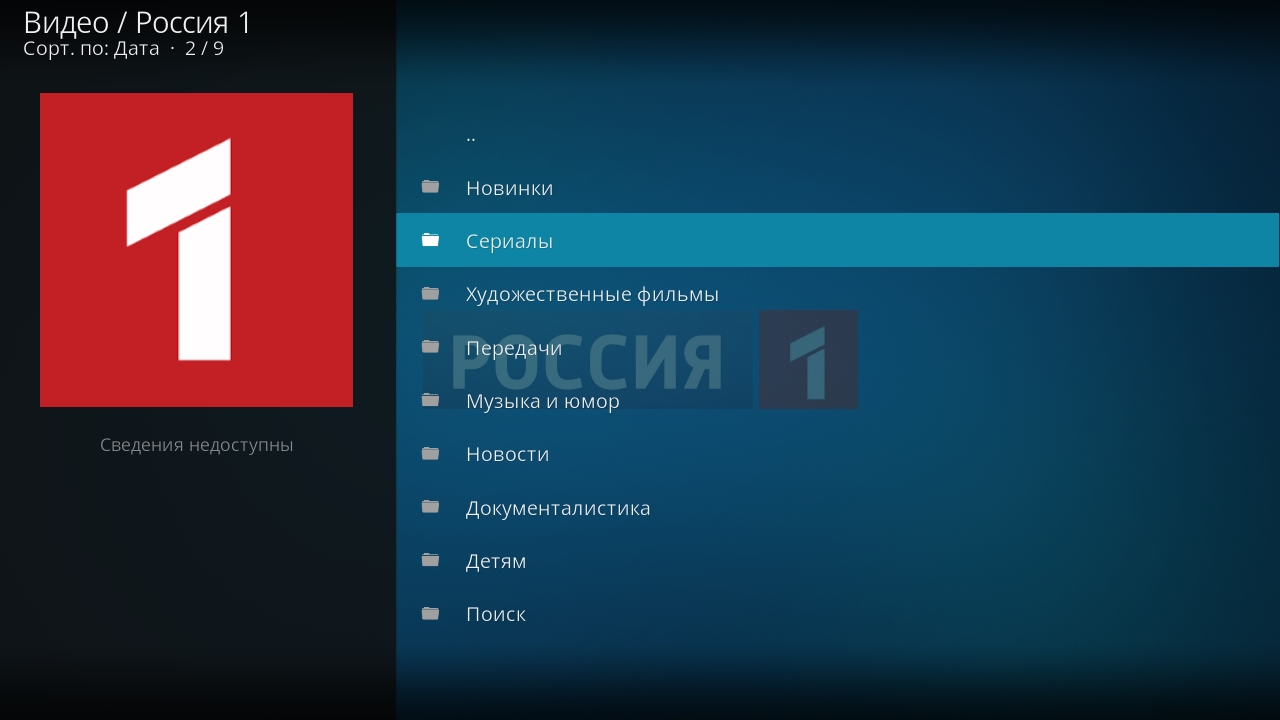 Видео / Россия 1
Сорт. по: Дата · 2 / 9
1
Сведения недоступны
..
Новинки
Сериалы
Художественные фильмы
РОССИЯ 1
Передачи
Музыка и юмор
Новости
Документалистика
Детям
Поиск